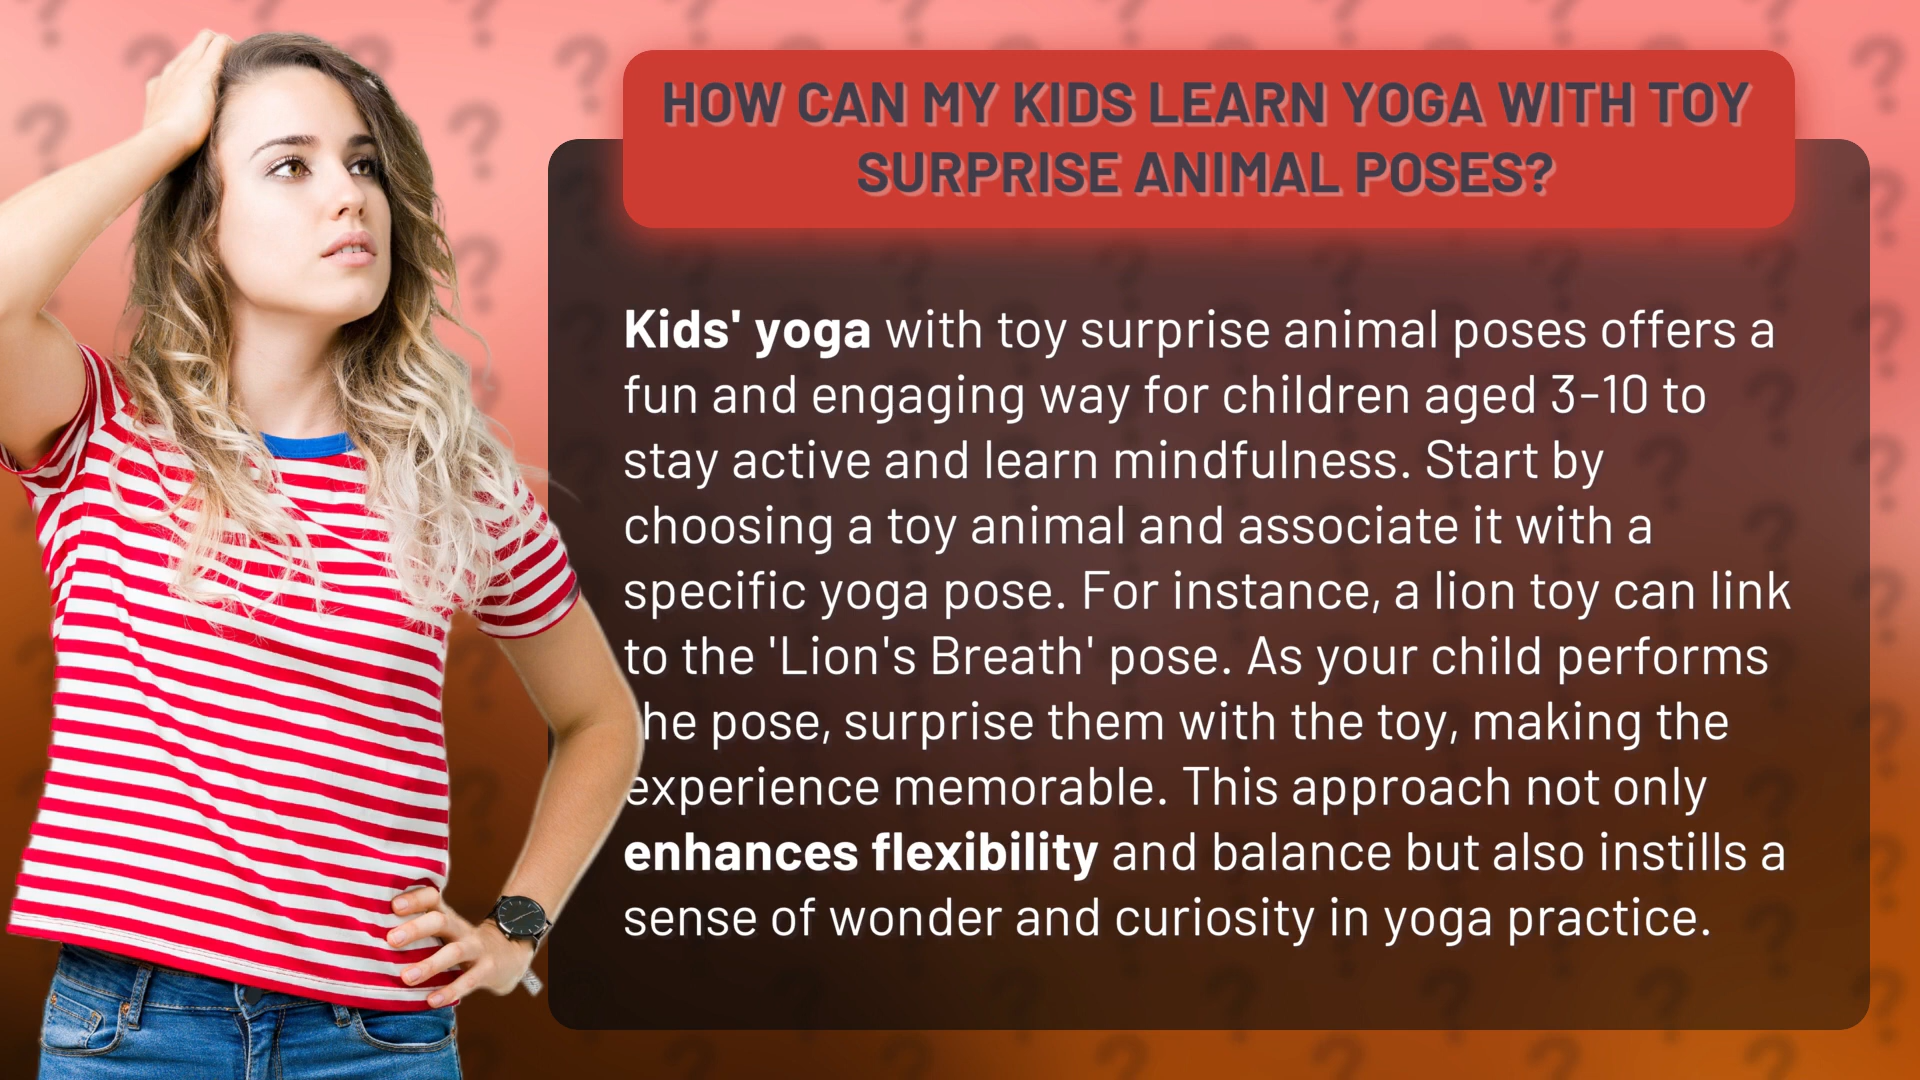 HOW CAN MY KIDS LEARN YOGA WITH TOY
SURPRISE ANIMAL POSES?
Kids' yoga with toy surprise animal poses offers a
fun and engaging way for children aged 3-10 to
stay active and learn mindfulness. Start by
choosing a toy animal and associate it with a
specific yoga pose. For instance, a lion toy can link
to the 'Lion's Breath' pose. As your child performs
the pose, surprise them with the toy, making the
experience memorable. This approach not only
enhances flexibility and balance but also instills a
sense of wonder and curiosity in yoga practice.